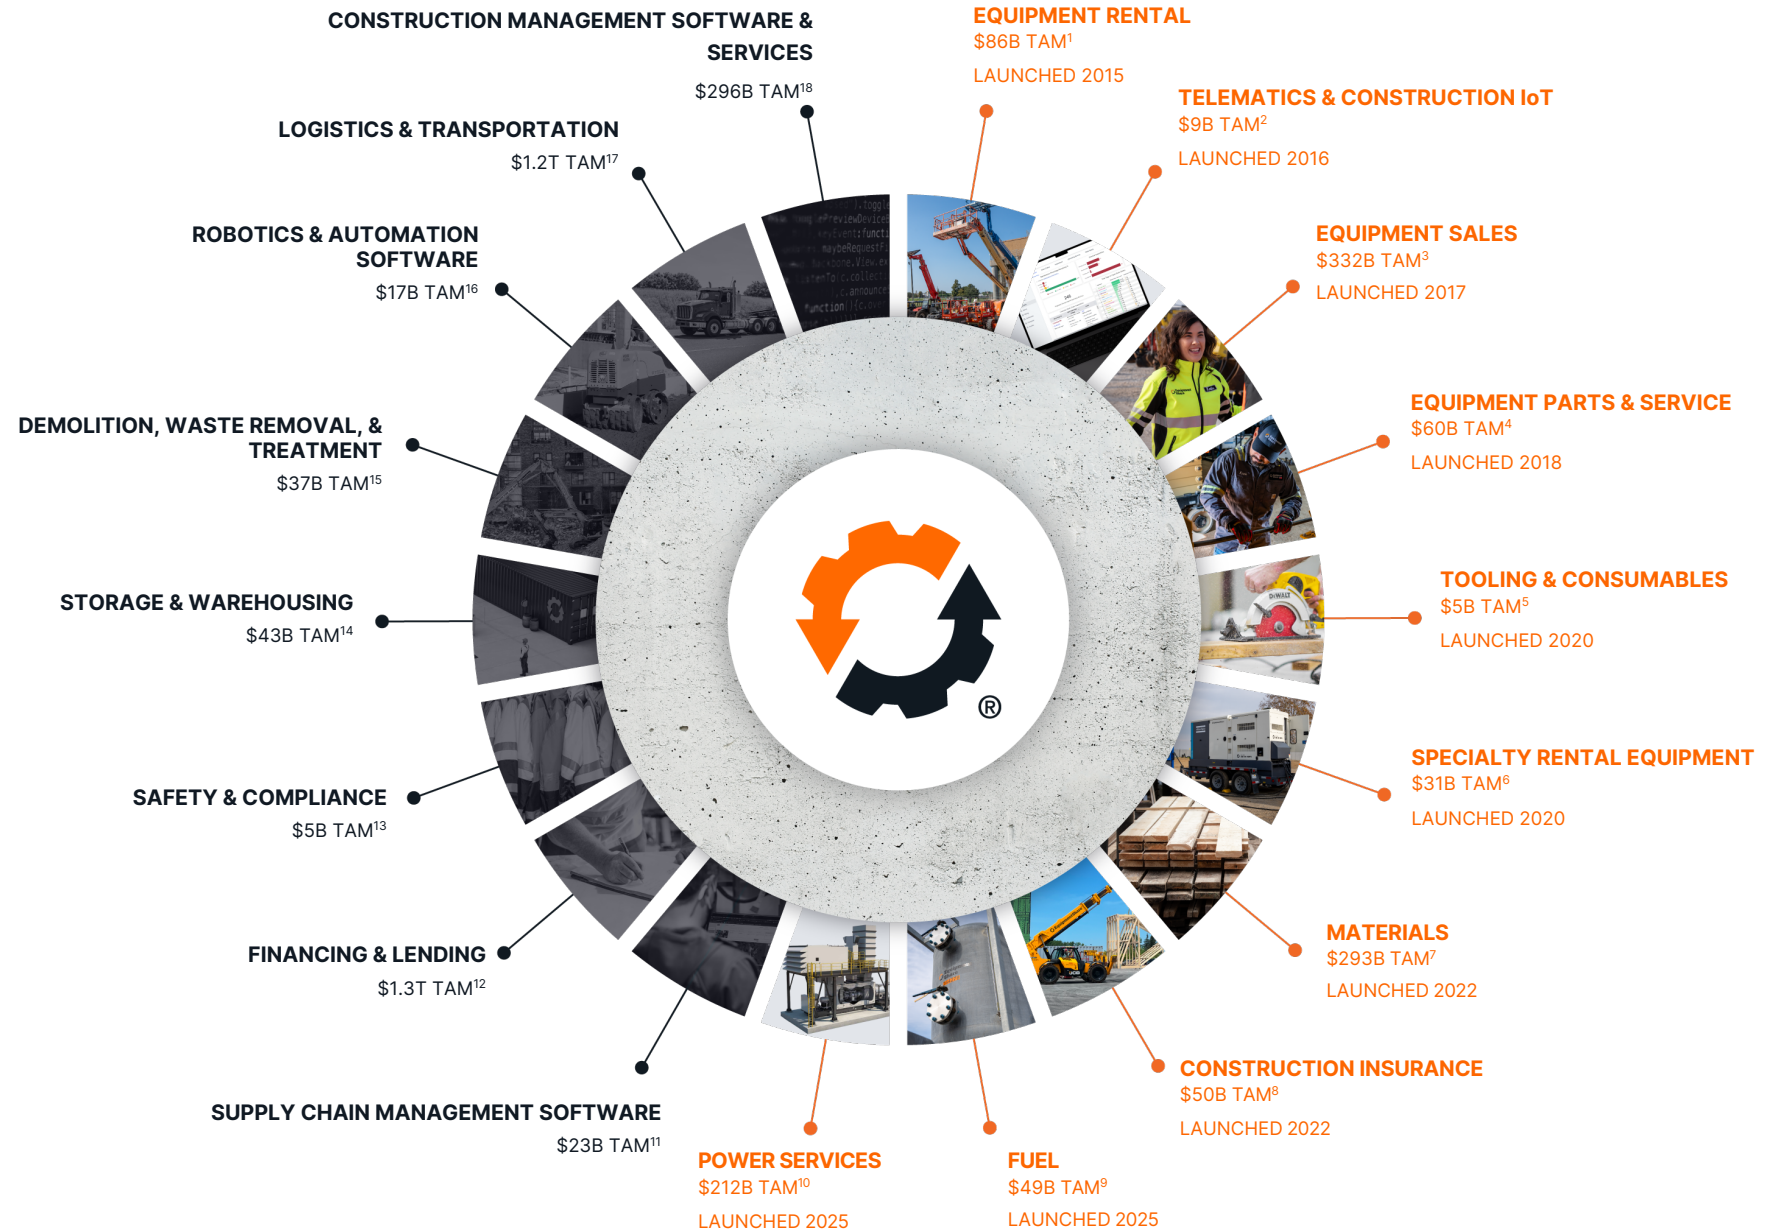 CONSTRUCTION MANAGEMENT SOFTWARE &
SERVICES
$296B TAM18
EQUIPMENT RENTAL
$86B TAM1
LAUNCHED 2015
TELEMATICS & CONSTRUCTION IoT
$9B TAM2
LAUNCHED 2016
EQUIPMENT SALES
$332B TAM3
LAUNCHED 2017
EQUIPMENT PARTS & SERVICE
$60B TAM4
LAUNCHED 2018
TOOLING & CONSUMABLES
$5B TAM5
LAUNCHED 2020
SPECIALTY RENTAL EQUIPMENT
$31B TAM6
LAUNCHED 2020
MATERIALS
$293B TAM7
LAUNCHED 2022
CONSTRUCTION INSURANCE
$50B TAM8
LAUNCHED 2022
FUEL
$49B TAM9
LAUNCHED 2025
POWER SERVICES
$212B TAM10
LAUNCHED 2025
SUPPLY CHAIN MANAGEMENT SOFTWARE
$23B TAM11
FINANCING & LENDING
$1.3T TAM12
SAFETY & COMPLIANCE
$5B TAM13
STORAGE & WAREHOUSING
$43B TAM14
DEMOLITION, WASTE REMOVAL, &
TREATMENT
$37B TAM15
ROBOTICS & AUTOMATION
SOFTWARE
$17B TAM16
LOGISTICS & TRANSPORTATION
$1.2T TAM17
DEWALT
®